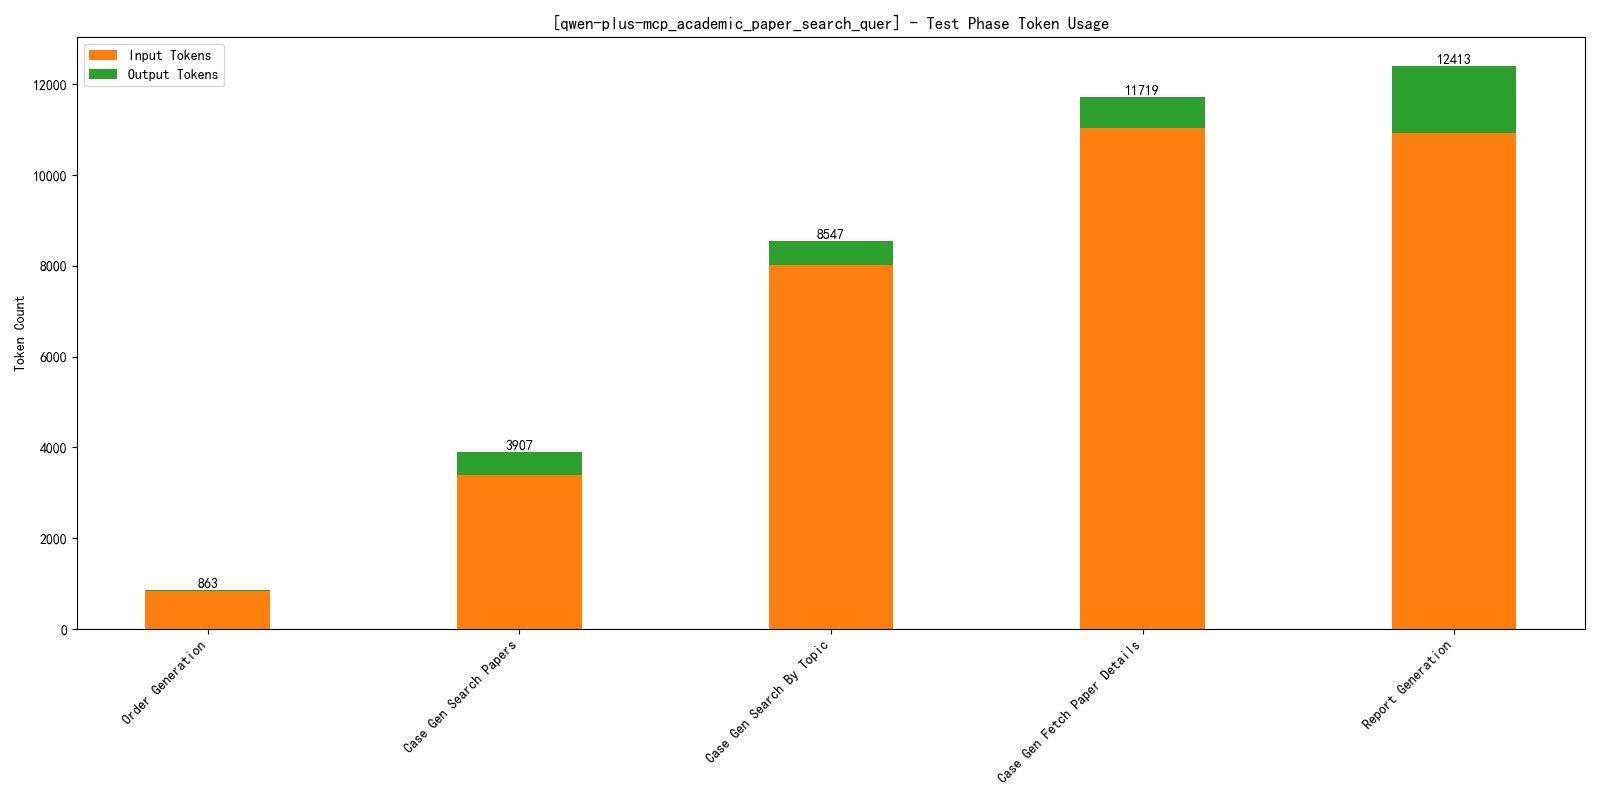 [qwen-plus-mcp_academic_paper_search_quer] - Test Phase Token Usage
Input Tokens
Output Tokens
Token Count
12000
10000
8000
6000
4000
2000
0
863
3907
8547
11719
12413
Order Generation
Case Gen Search Papers
Case Gen Search By Topic
Case Gen Fetch Paper Details
Report Generation